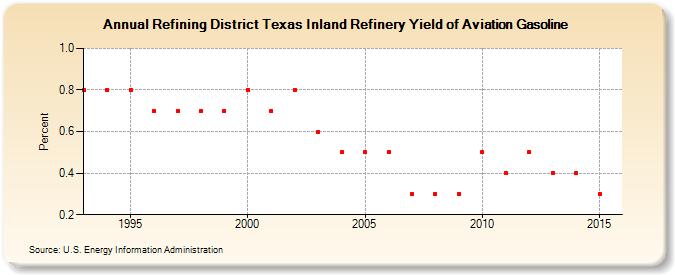 Annual Refining District Texas Inland Refinery Yield of Aviation Gasoline
Percent
1.0
0.8
0.6
0.4
0.2
1995 2000 2005 2010 2015
Source: U.S. Energy Information Administration